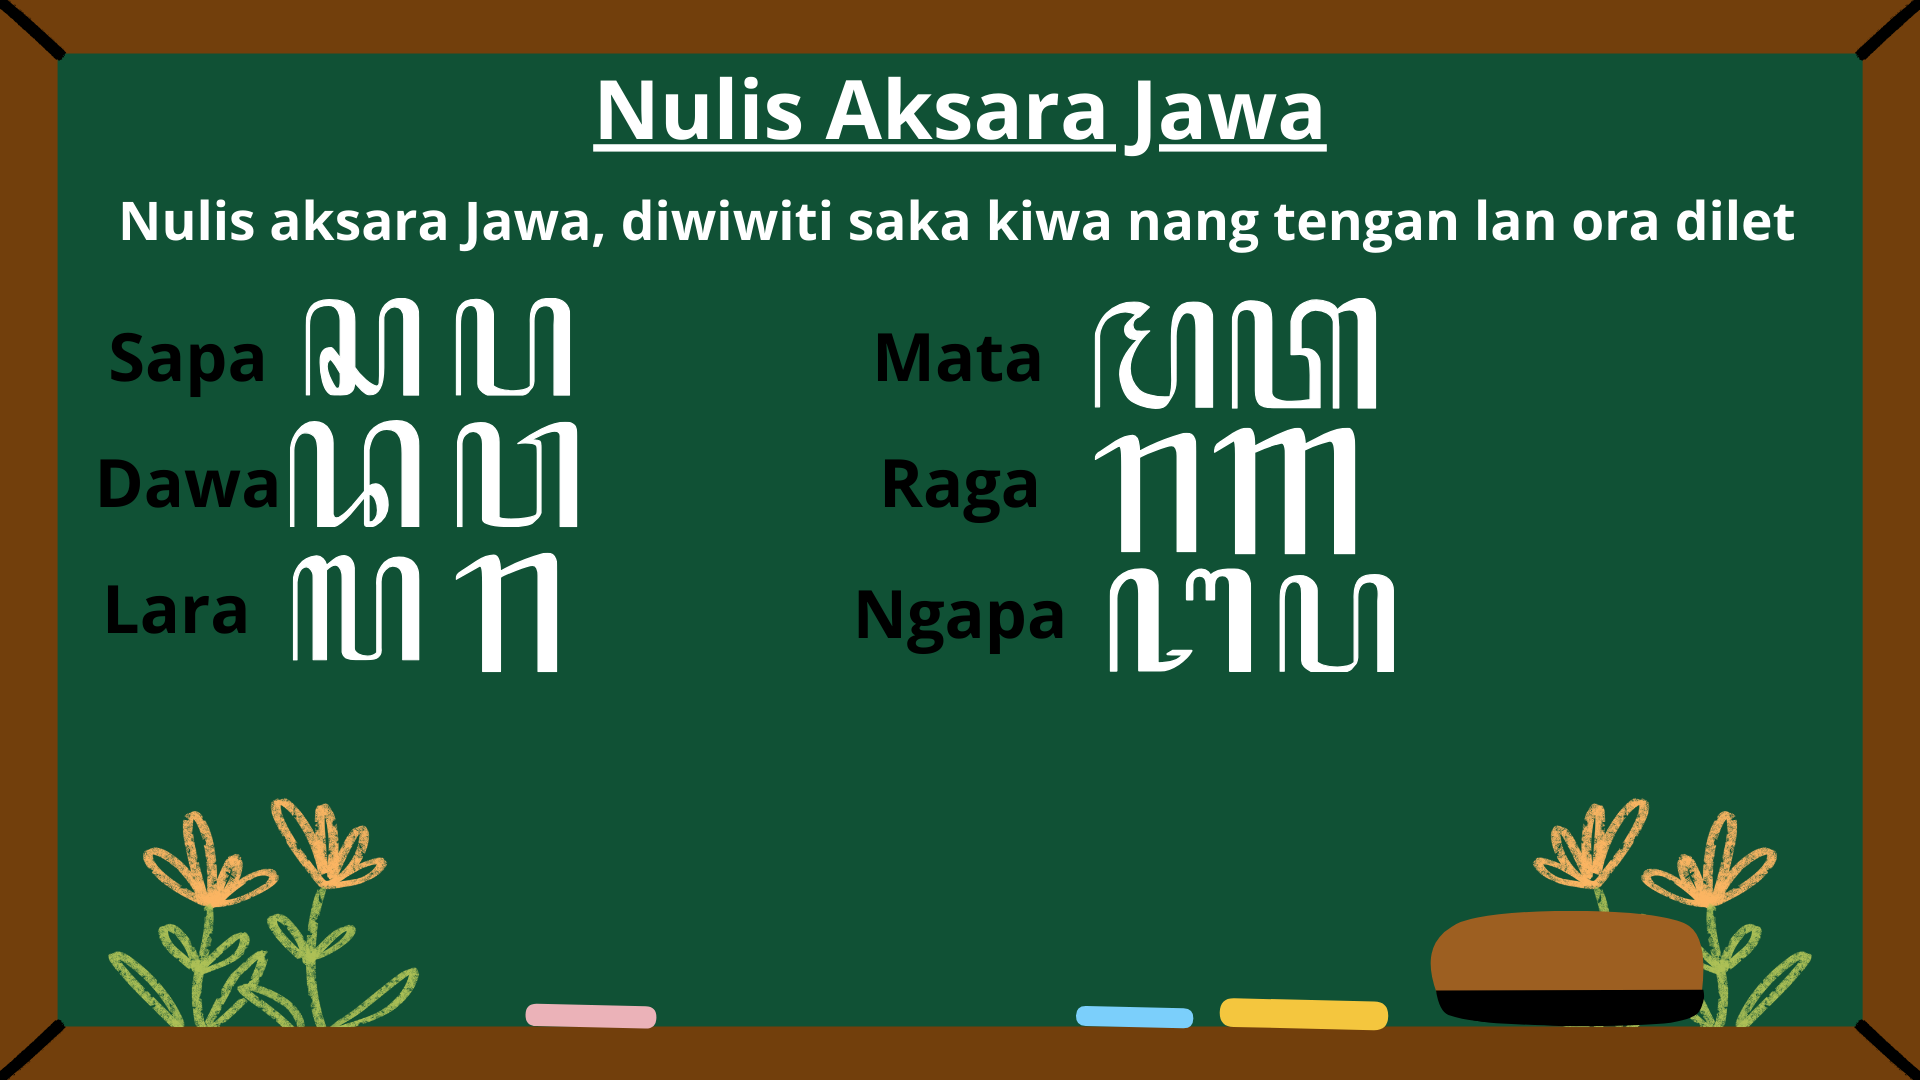 Nulis Aksara Jawa
Nulis aksara Jawa, diwiwiti saka kiwa nang tengan lan ora dilet
Sapa ꦱꦥ
Mata ꦩꦠ
Dawa ꦢꦮ
Raga ꦫꦒ
Lara ꦭꦫ
Ngapa ꦔꦥ